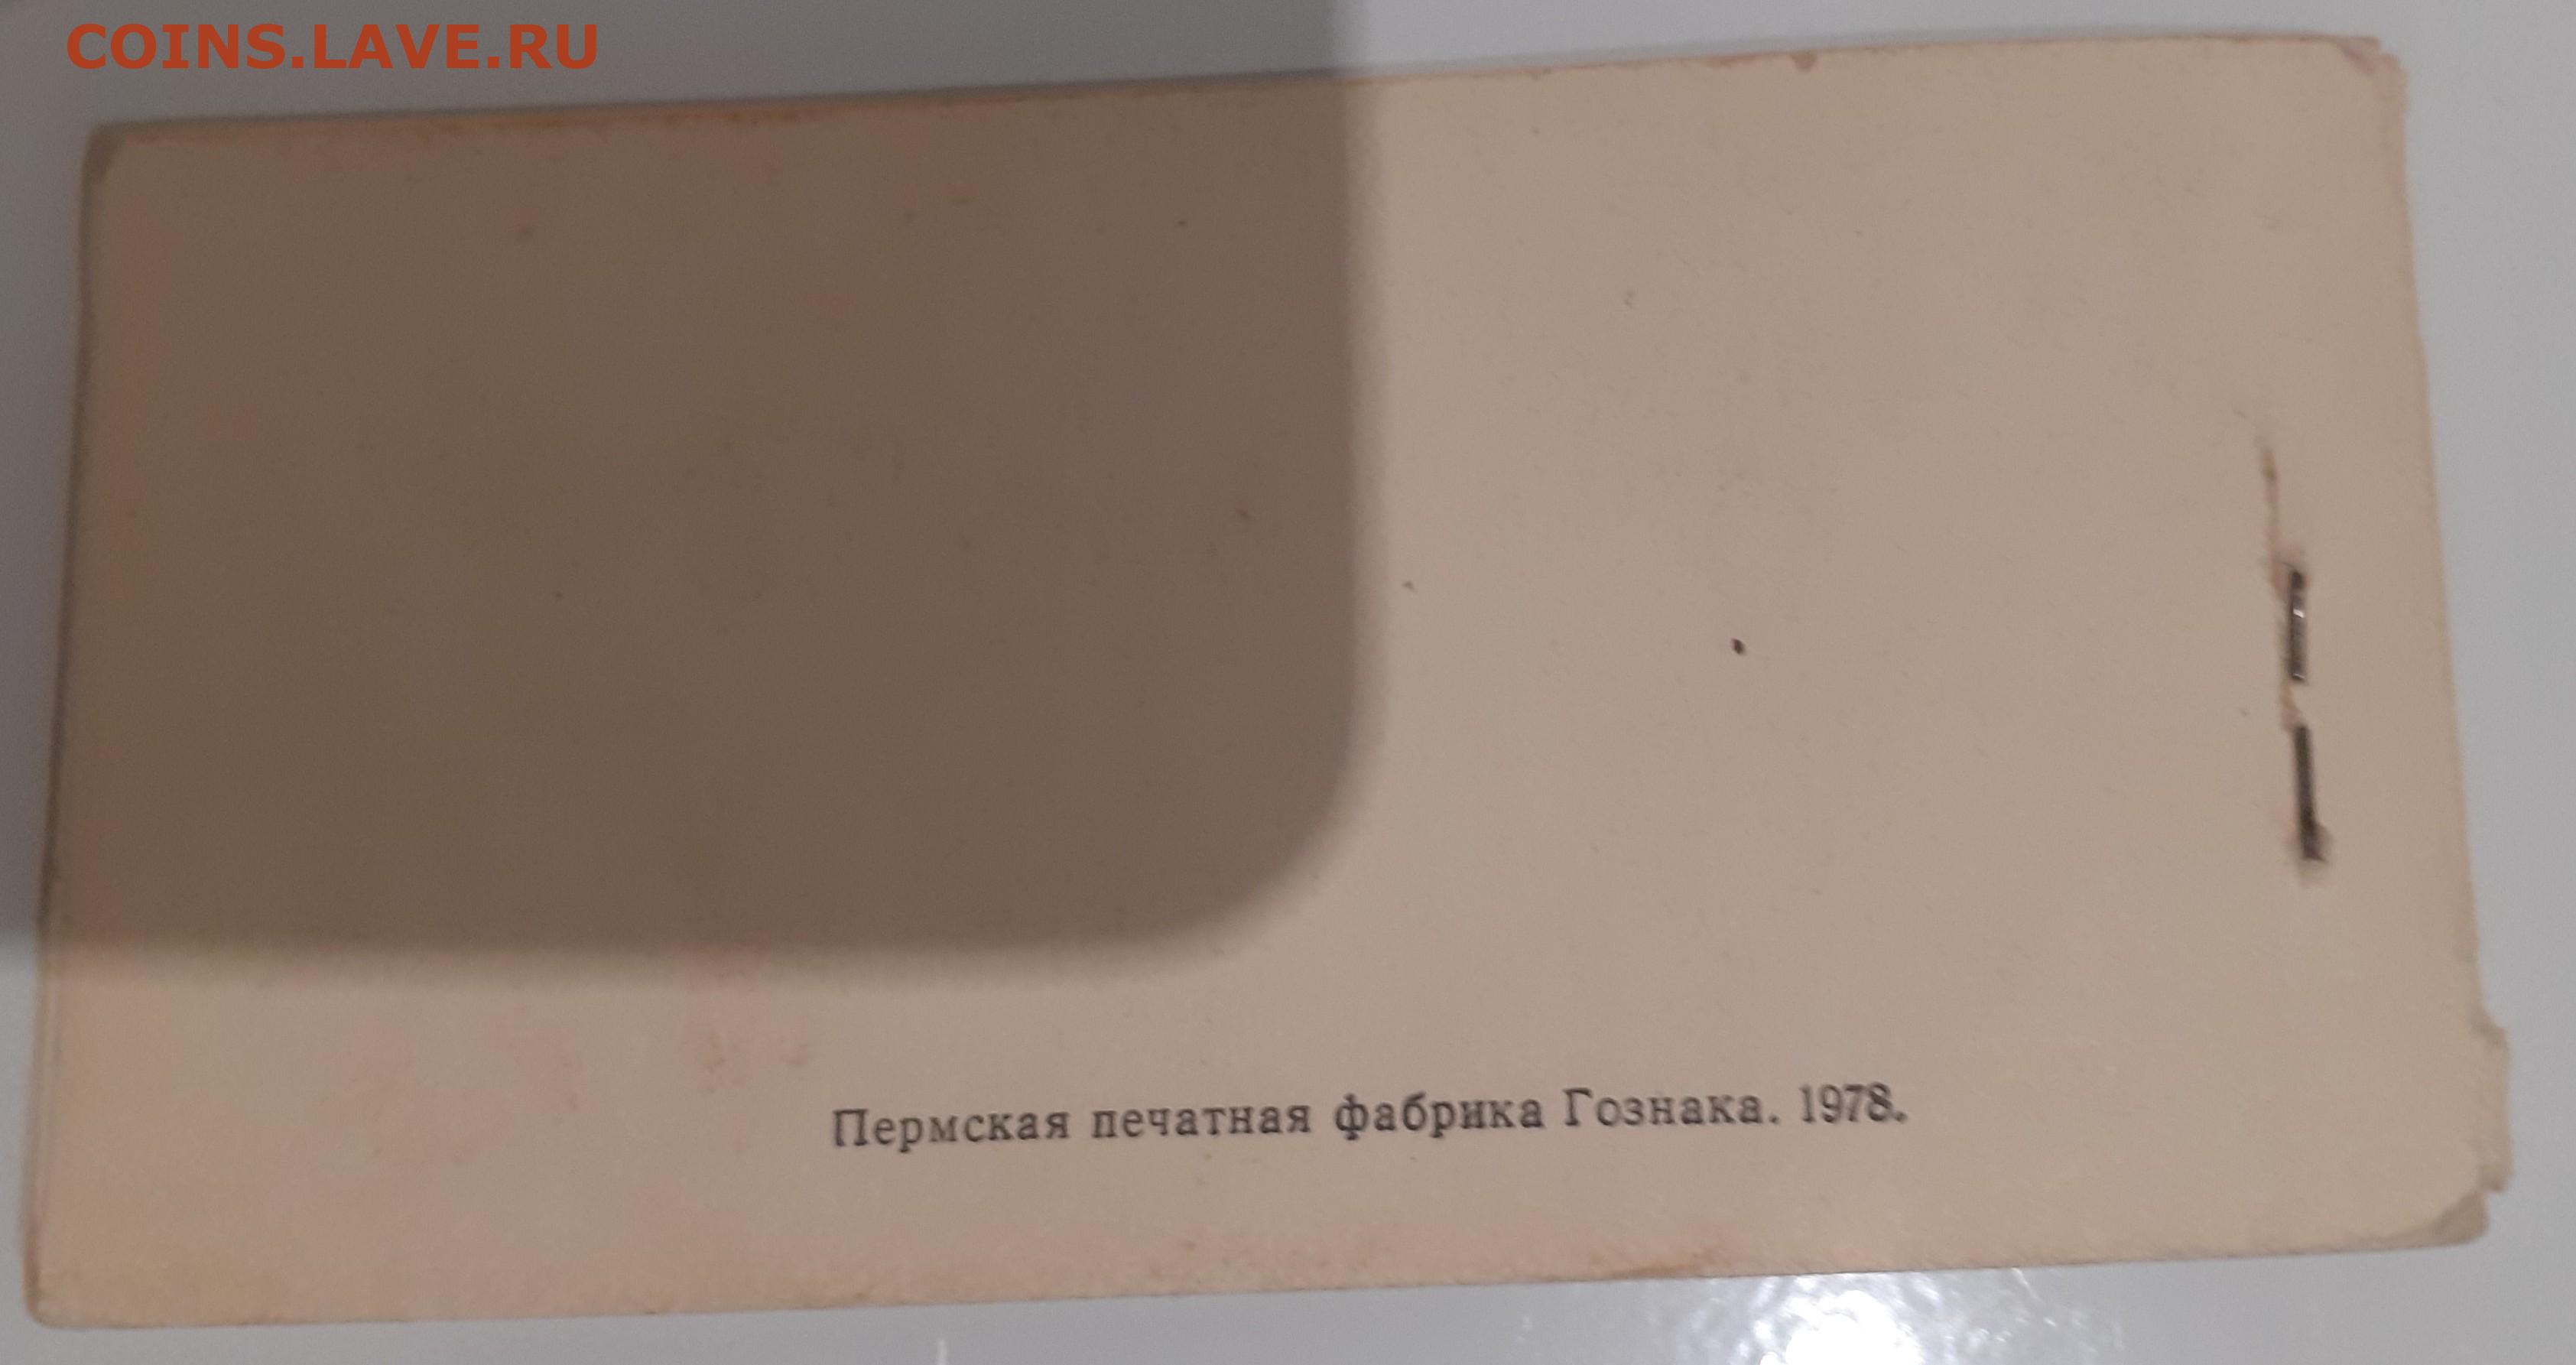 COINS.LAVE.RU
Пермская печатная фабрика Гознака. 1978.